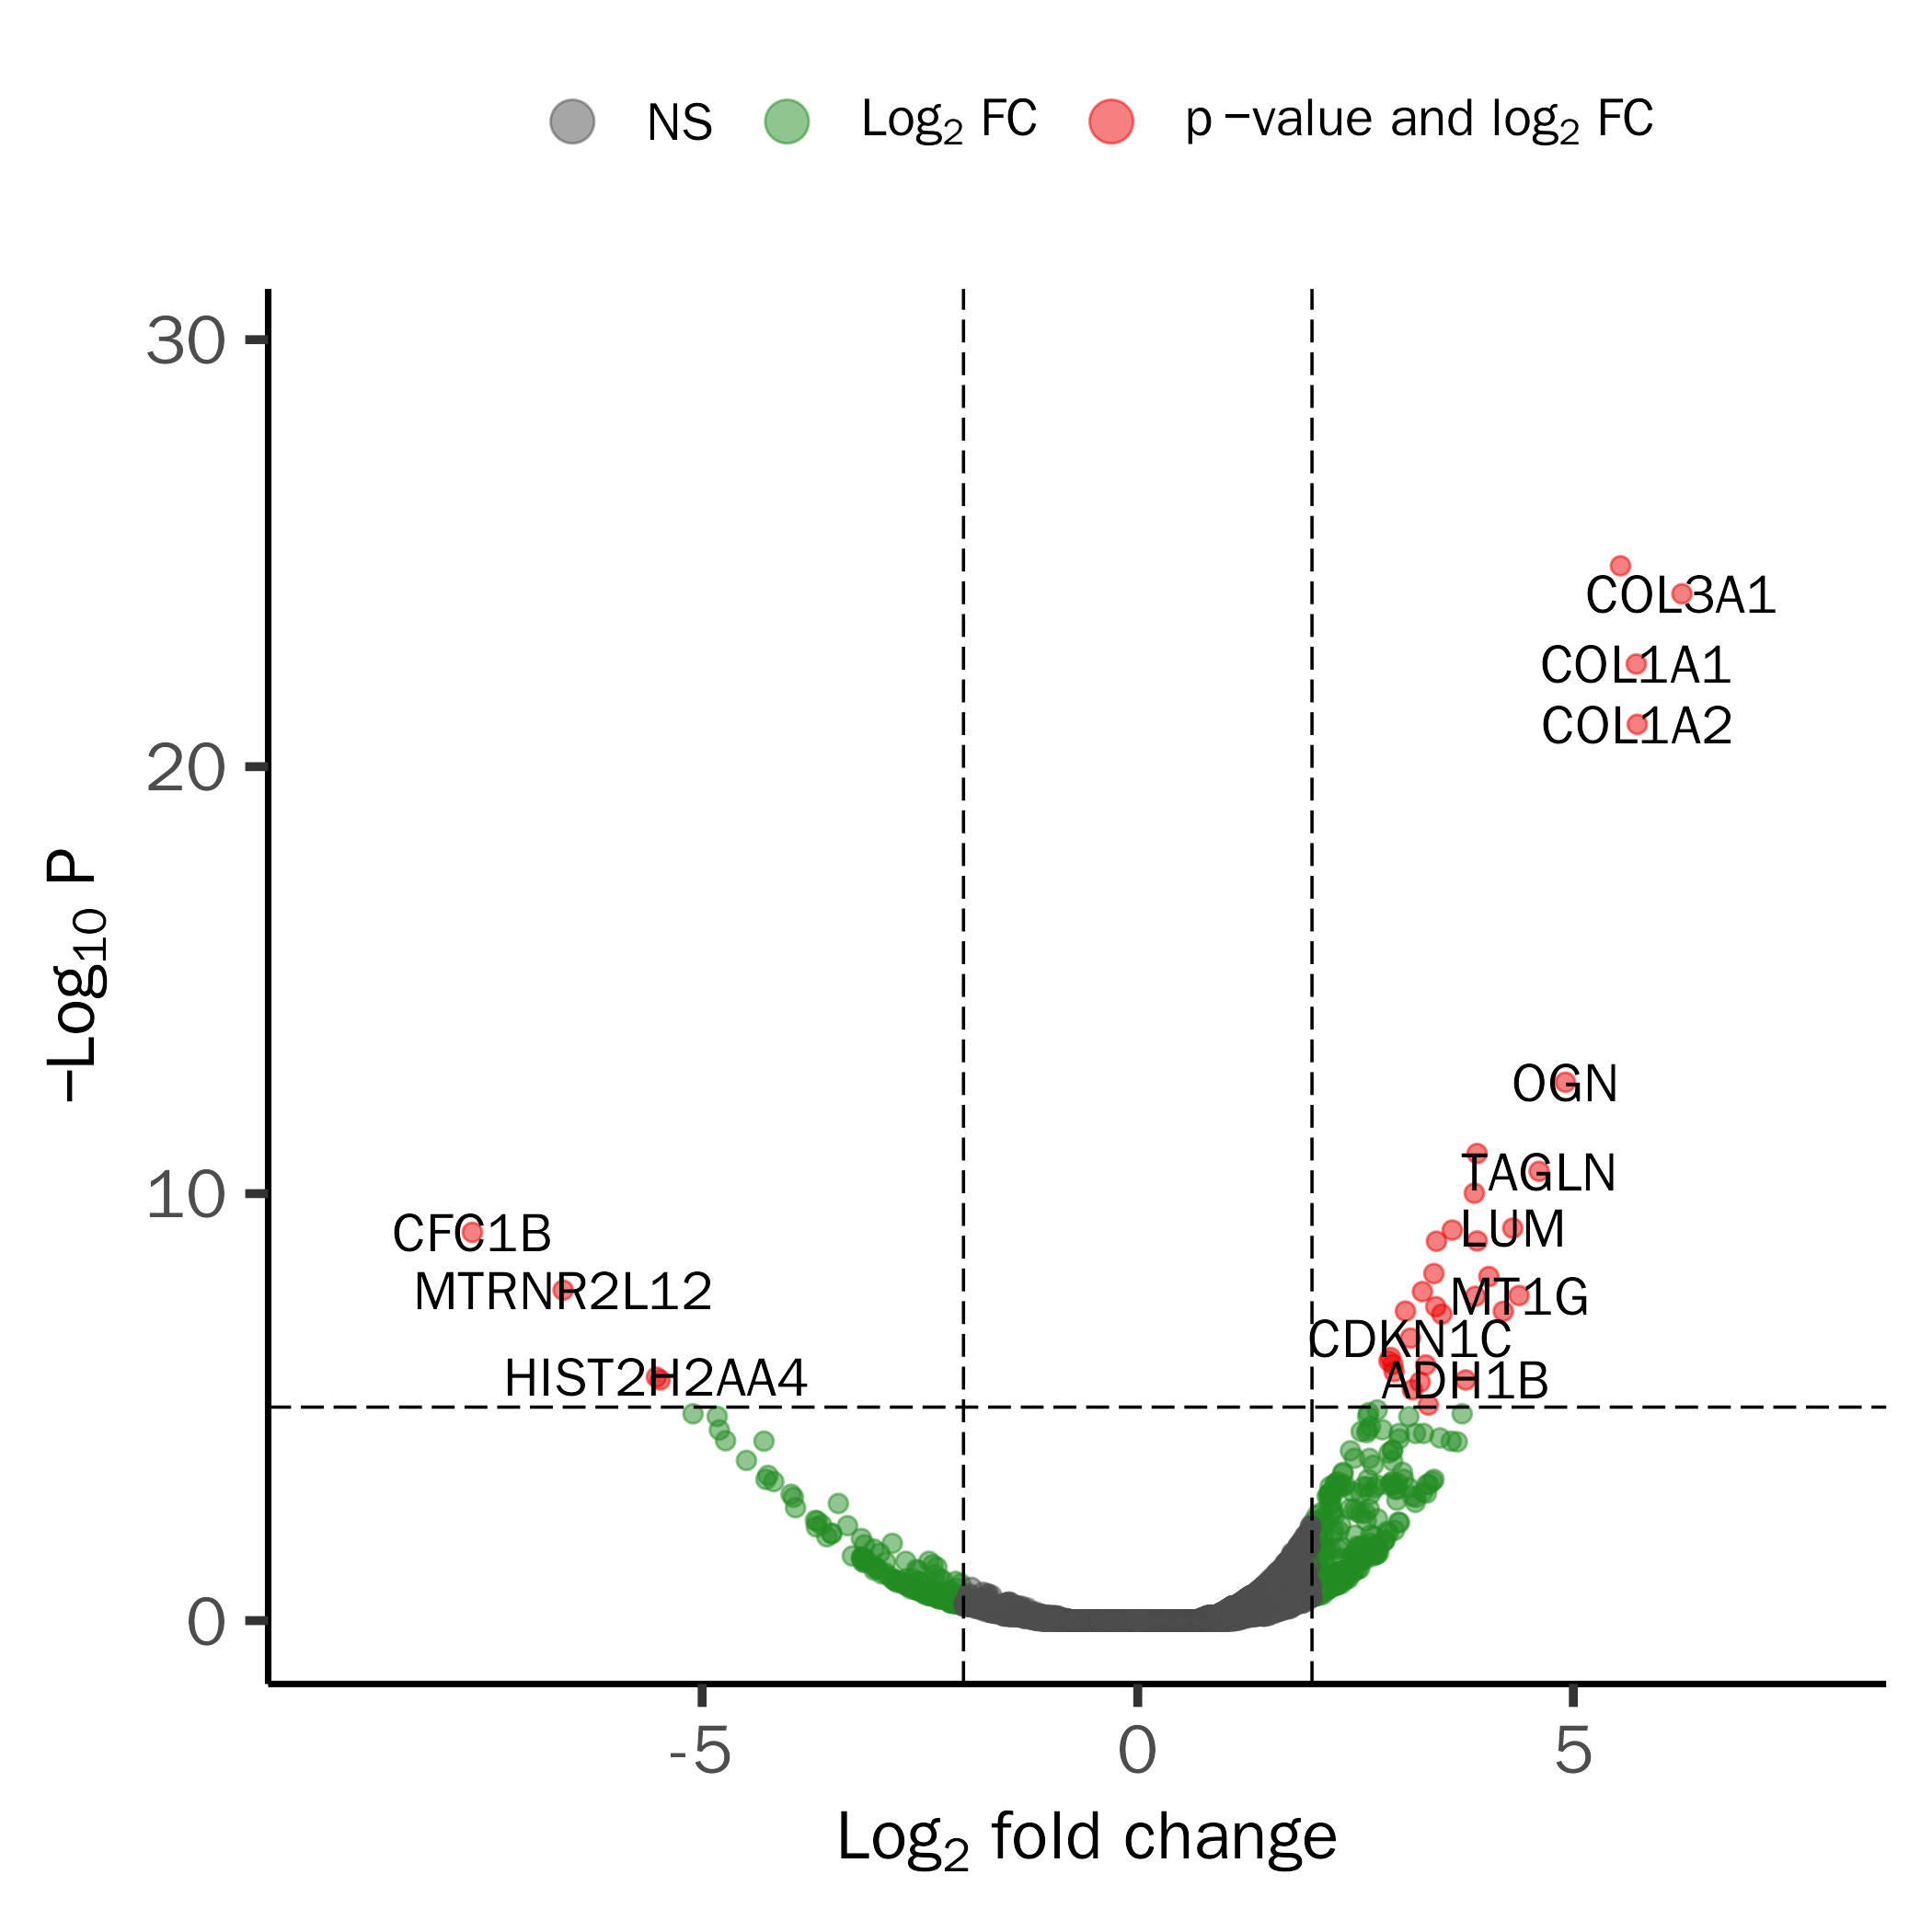 NS Log₂ FC p −value and log₂ FC
30
20
10
0
−Log₁₀ P
COL3A1
COL1A1
COL1A2
OGN
TAGLN
LUM
CFC1B
MTRNR2L12
MT1G
CDKN1C
HIST2H2AA4
ADH1B
-5 0 5
Log₂ fold change